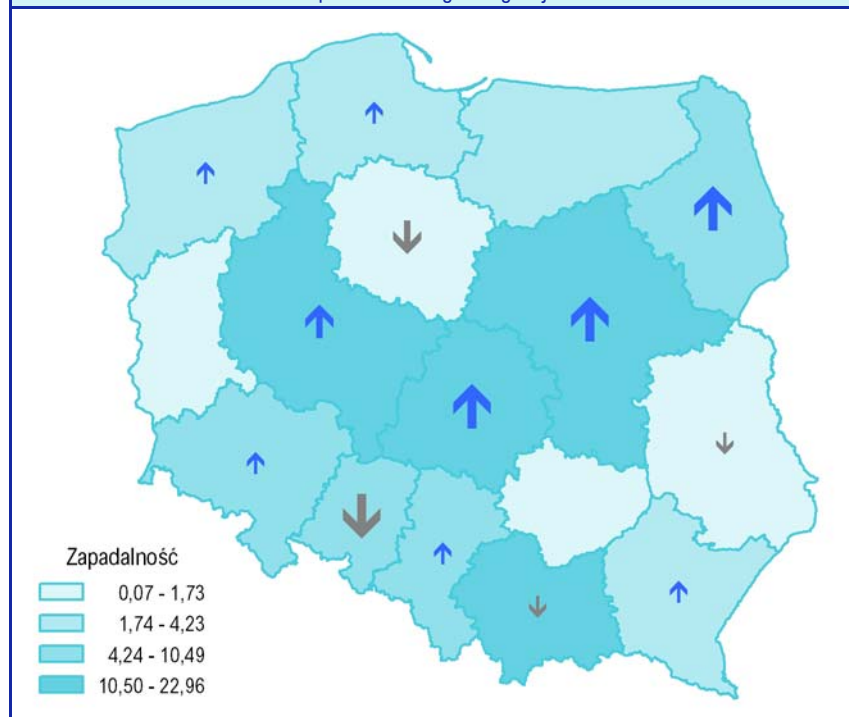 Zapadalność
0,07 - 1,73
1,74 - 4,23
4,24 - 10,49
10,50 - 22,96